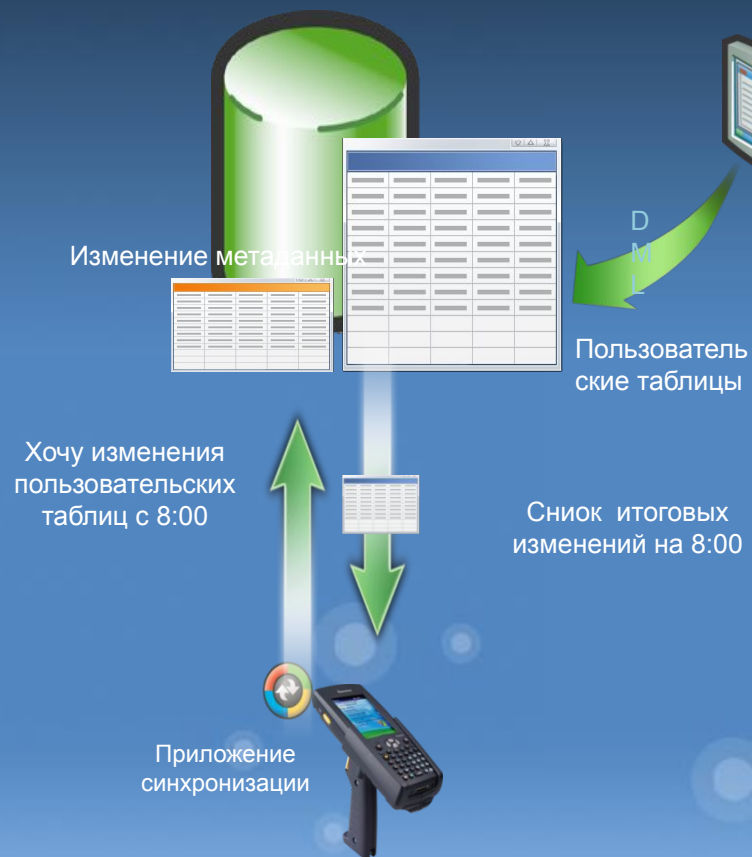 D
M
L
Изменение метаданных
Пользователь
ские таблицы
Хочу изменения
пользовательских
таблиц с 8:00
Сниок итоговых
изменений на 8:00
Приложение
синхронизации